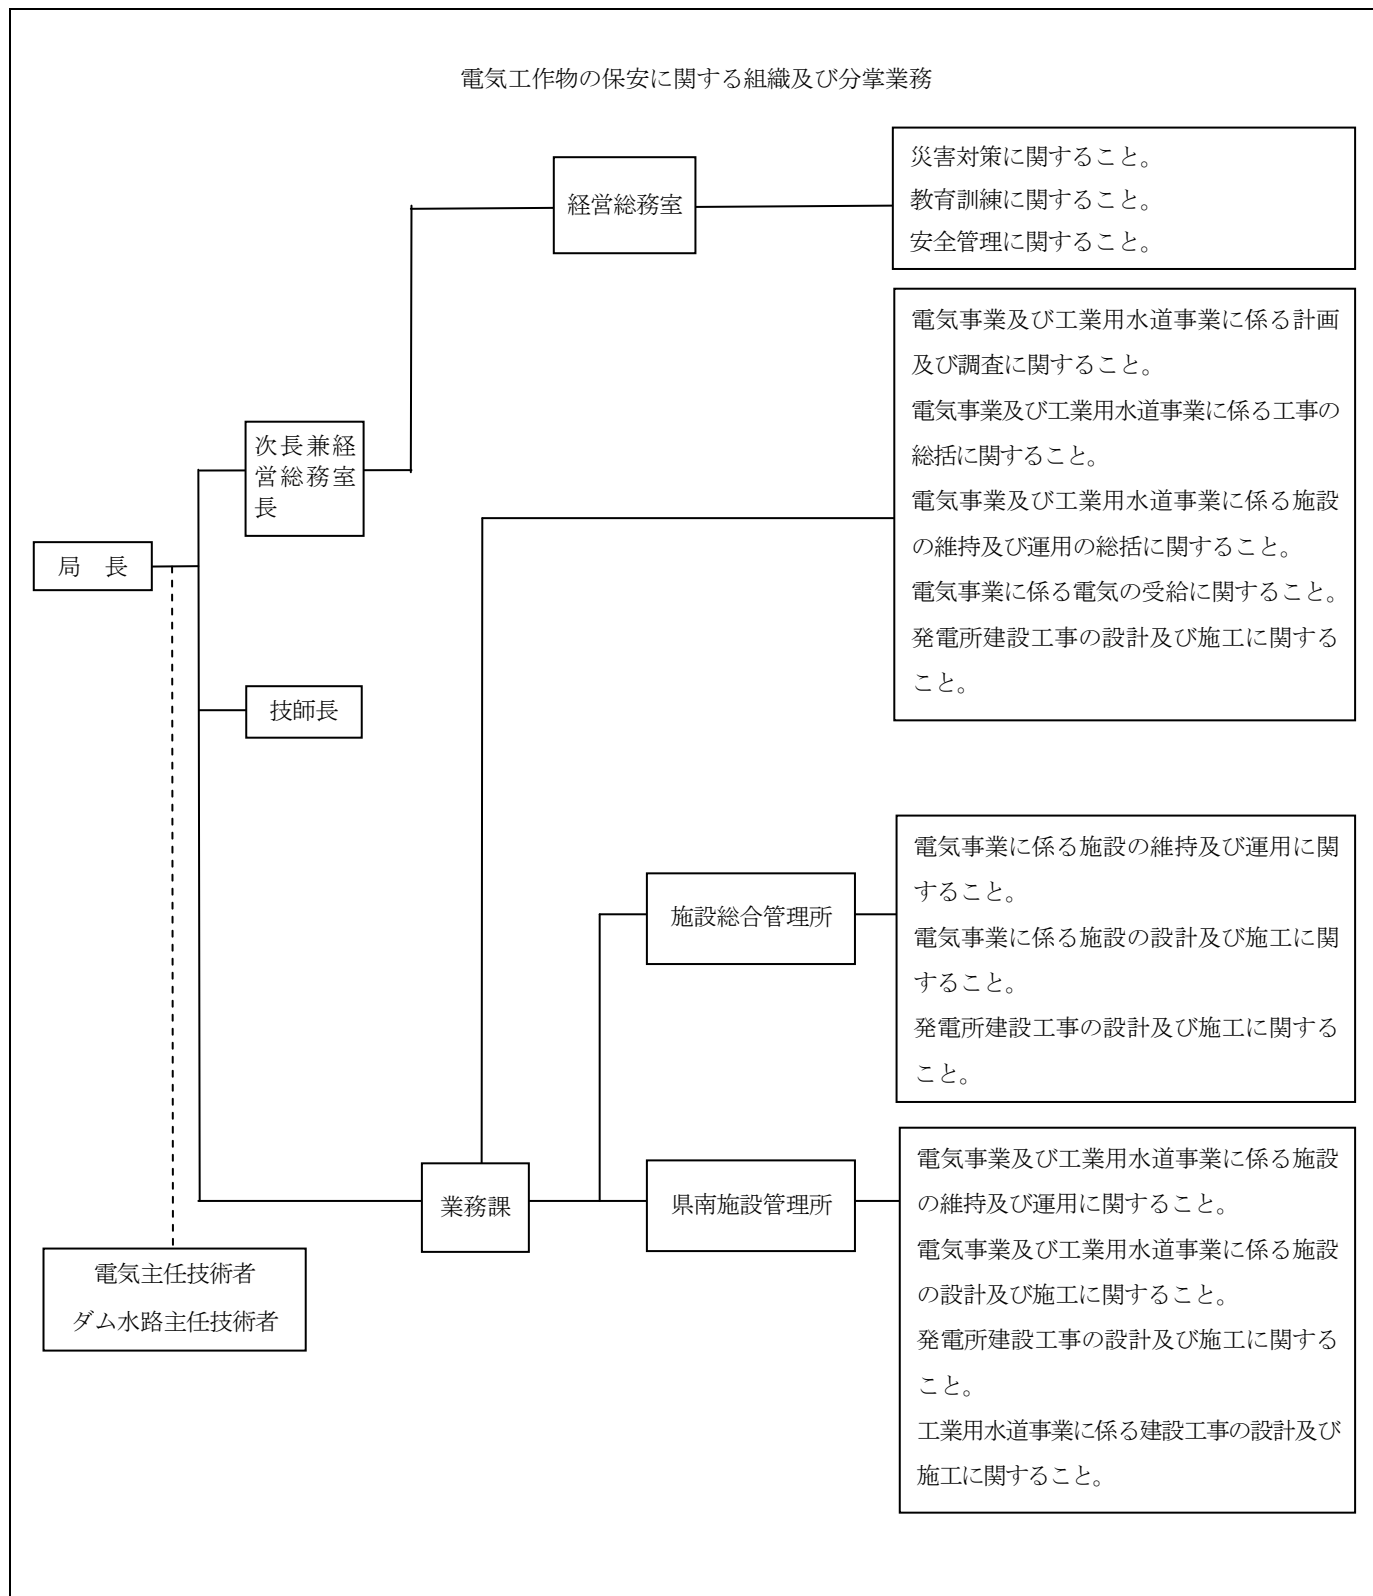 電気工作物の保安に関する組織及び分掌業務
経営総務室
災害対策に関すること。
教育訓練に関すること。
安全管理に関すること。
電気事業及び工業用水道事業に係る計画
及び調査に関すること。
電気事業及び工業用水道事業に係る工事の
総括に関すること。
電気事業及び工業用水道事業に係る施設
の維持及び運用の総括に関すること。
電気事業に係る電気の受給に関すること。
発電所建設工事の設計及び施工に関する
こと。
次長兼経
営総務室
長
局　長
技師長
施設総合管理所
電気事業に係る施設の維持及び運用に関
すること。
電気事業に係る施設の設計及び施工に関
すること。
発電所建設工事の設計及び施工に関する
こと。
業務課
県南施設管理所
電気事業及び工業用水道事業に係る施設
の維持及び運用に関すること。
電気事業及び工業用水道事業に係る施設
の設計及び施工に関すること。
発電所建設工事の設計及び施工に関する
こと。
工業用水道事業に係る建設工事の設計及び
施工に関すること。
電気主任技術者
ダム水路主任技術者